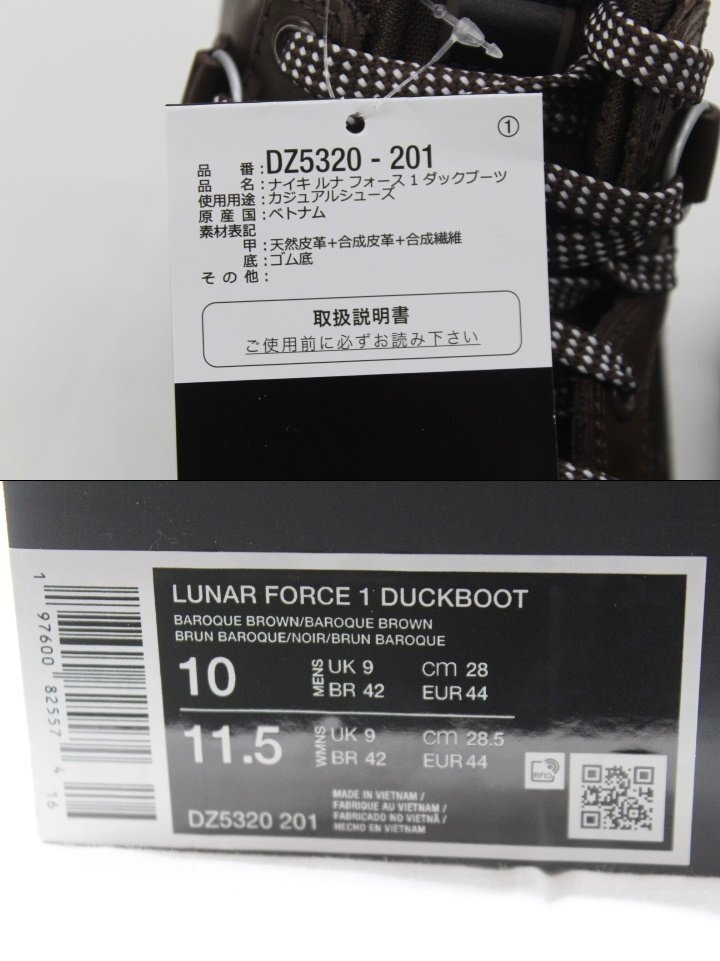 ①
品 番 : DZ5320 - 201
品 名 : ナイキ ルナ フォース 1 ダックブーツ
使用用途 : カジュアルシューズ
原 産 国 : ベトナム
素材表記
甲 : 天然皮革+合成皮革+合成繊維
底 : ゴム底
そ の 他 :
取扱説明書
ご使用前に必ずお読み下さい
1 97600 82557 4 16
LUNAR FORCE 1 DUCKBOOT
BAROQUE BROWN/BAROQUE BROWN
BRUN BAROQUE/NOIR/BRUN BAROQUE
10 MENS UK 9 CM 28
BR 42 EUR 44
11.5 WMNS UK 9 CM 28.5
BR 42 EUR 44
RFID
DZ5320 201
MADE IN VIETNAM /
FABRIQUE AU VIETNAM /
FABRICADO NO VIETNÃ /
HECHO EN VIETNAM